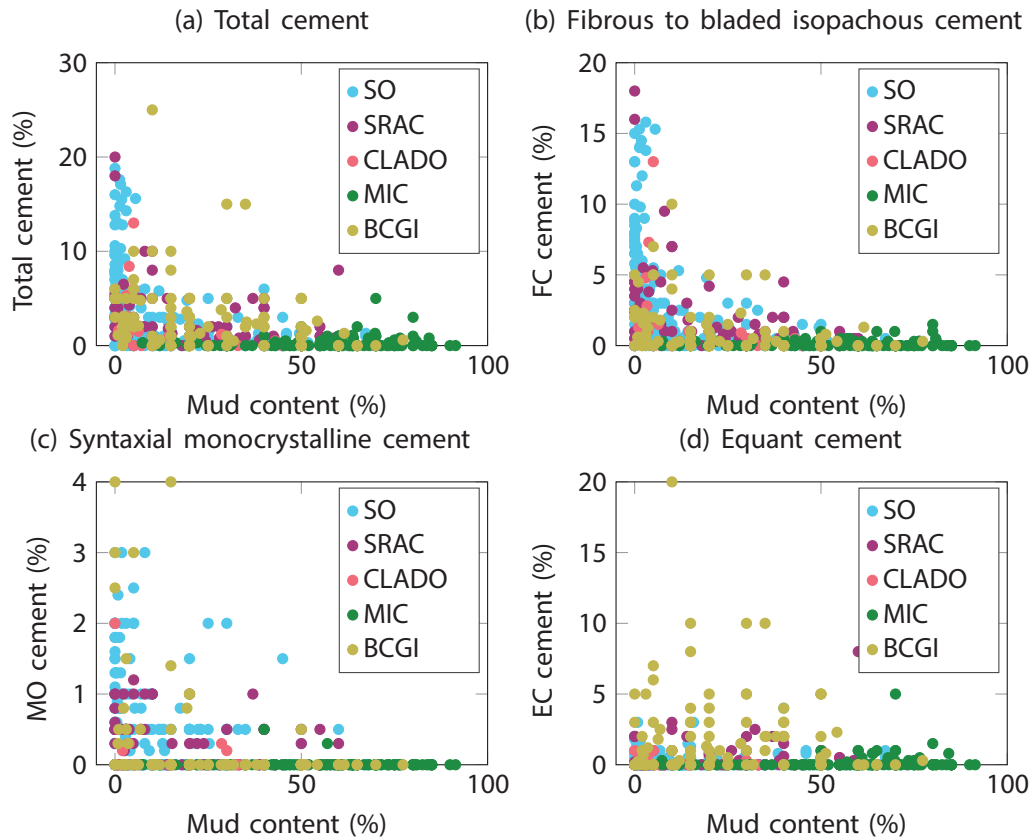 (a) Total cement
30
20
10
0
0
50
100
Total cement (%)
Mud content (%)
SO
SRAC
CLADO
MIC
BCGI
(b) Fibrous to bladed isopachous cement
20
15
10
5
0
0
50
100
FC cement (%)
Mud content (%)
SO
SRAC
CLADO
MIC
BCGI
(c) Syntaxial monocrystalline cement
4
3
2
1
0
0
50
100
MO cement (%)
Mud content (%)
SO
SRAC
CLADO
MIC
BCGI
(d) Equant cement
20
15
10
5
0
0
50
100
EC cement (%)
Mud content (%)
SO
SRAC
CLADO
MIC
BCGI